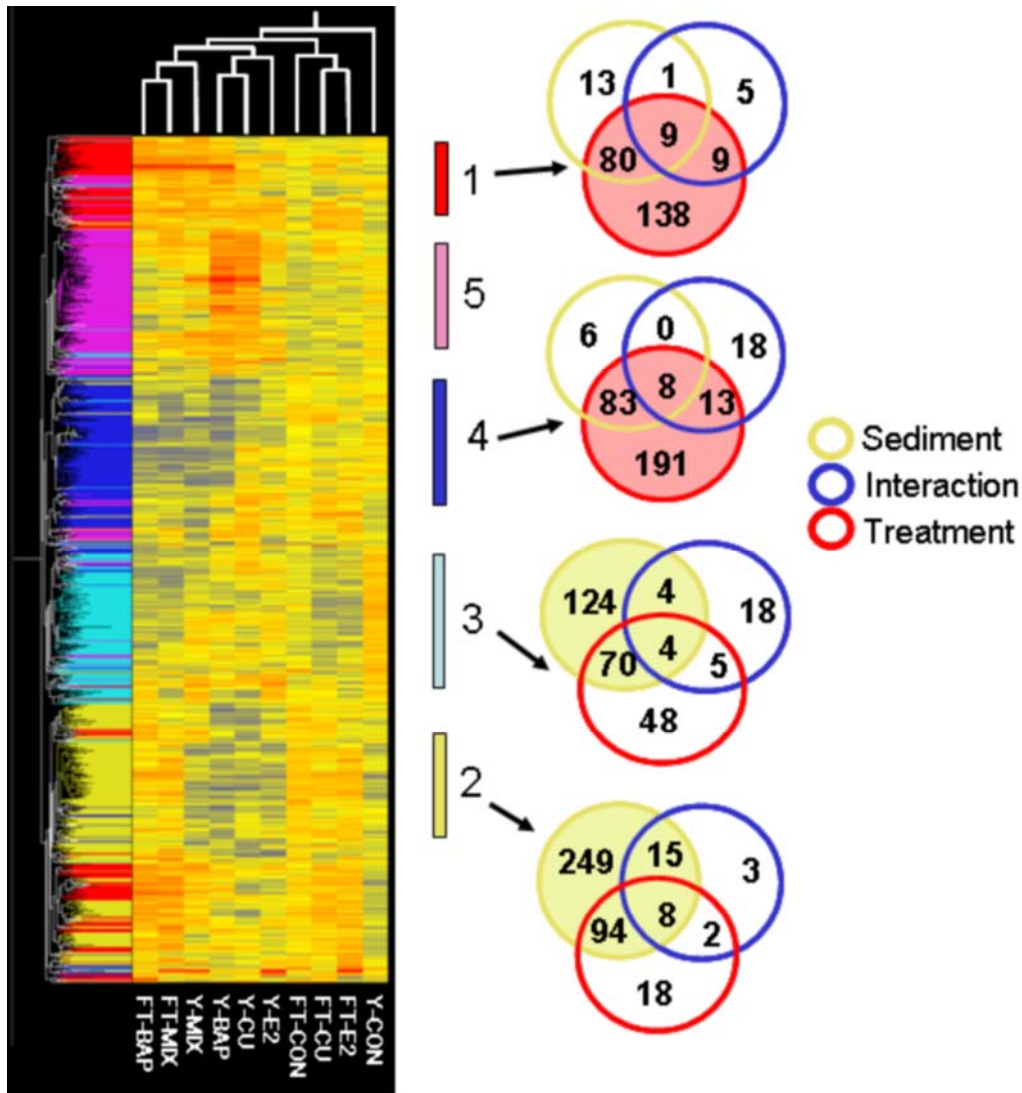 13 1 5
9
80 9
138
1
5
6 0 18
8
83 13
191
4
Sediment
Interaction
Treatment
124 4 18
4
70 5
48
3
2
249 15 3
8
94 2
18
FT-BAP
FT-MIX
Y-MIX
Y-BAP
Y-CU
Y-E2
FT-CON
FT-CU
FT-E2
Y-CON